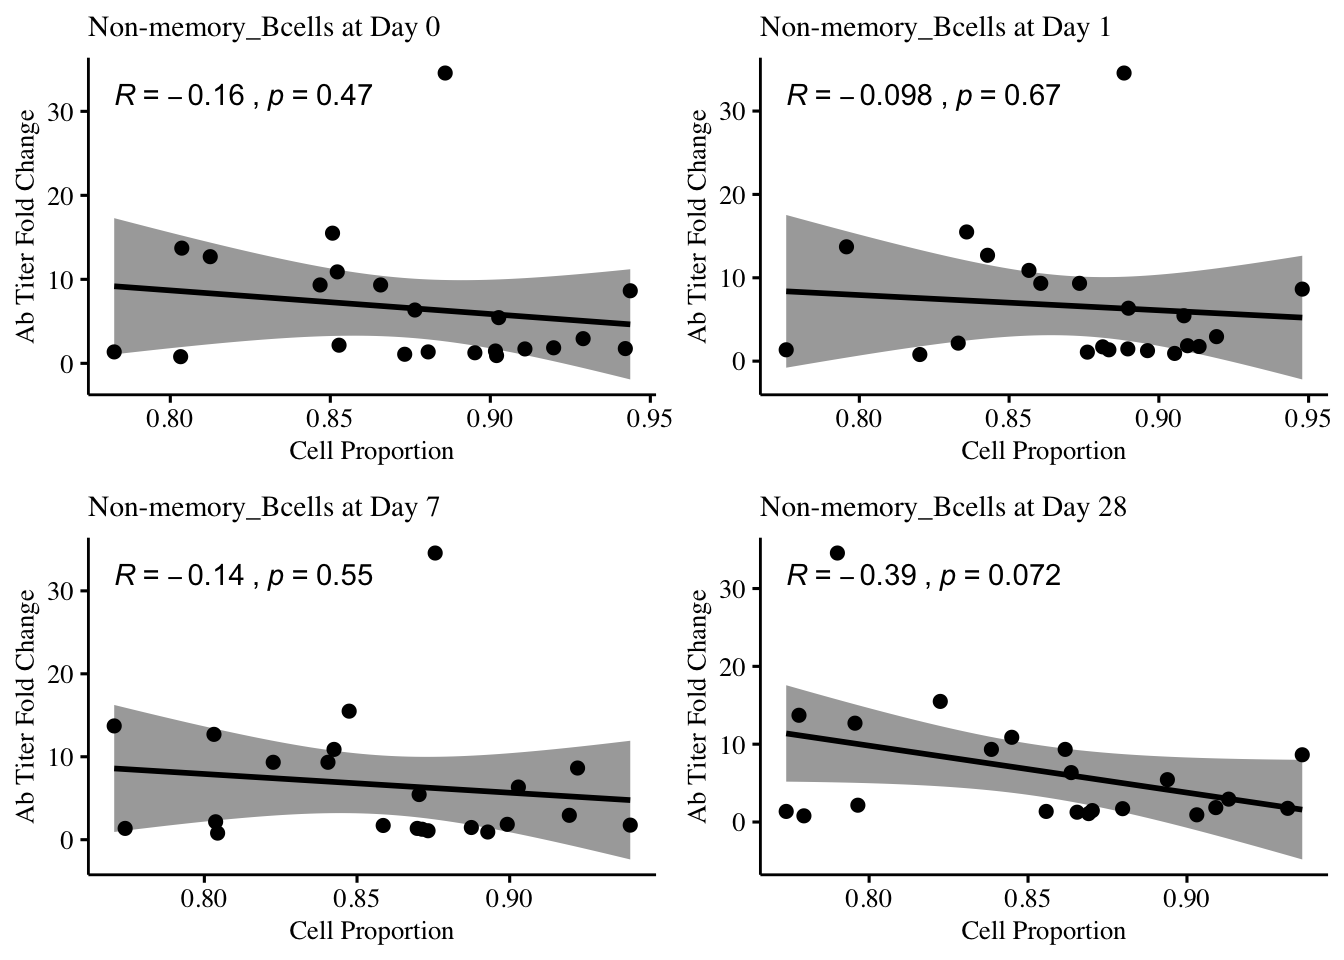 Non-memory_Bcells at Day 0
R = −0.16 , p = 0.47
Ab Titer Fold Change
30
20
10
0
0.80 0.85 0.90 0.95
Cell Proportion
Non-memory_Bcells at Day 1
R = −0.098 , p = 0.67
Ab Titer Fold Change
30
20
10
0
0.80 0.85 0.90 0.95
Cell Proportion
Non-memory_Bcells at Day 7
R = −0.14 , p = 0.55
Ab Titer Fold Change
30
20
10
0
0.80 0.85 0.90
Cell Proportion
Non-memory_Bcells at Day 28
R = −0.39 , p = 0.072
Ab Titer Fold Change
30
20
10
0
0.80 0.85 0.90
Cell Proportion